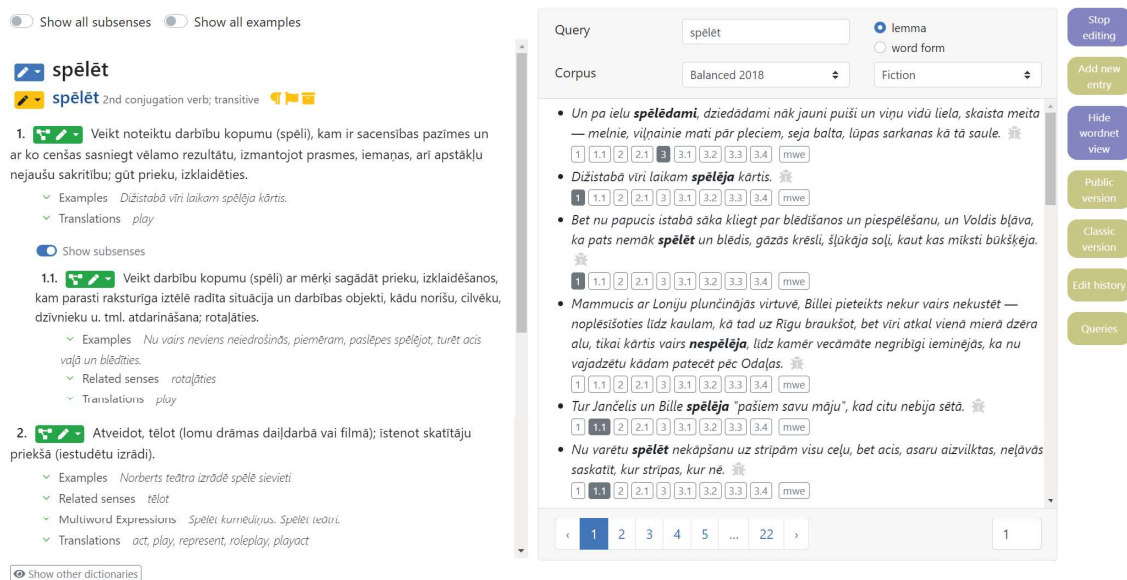 Show all subsenses Show all examples
spēlēt
spēlēt 2nd conjugation verb; transitive
1. Veikt noteiktu darbību kopumu (spēli), kam ir sacensības pazīmes un
ar ko cenšas sasniegt vēlamo rezultātu, izmantojot prasmes, iemaņas, arī apstākļu
nejaušu sakritību; gūt prieku, izklaidēties.
Examples Dižistabā vīri laikam spēlēja kārtis.
Translations play
Show subsenses
1.1. Veikt darbību kopumu (spēli) ar mērķi sagādāt prieku, izklaidēšanos,
kam parasti raksturīga iztēlē radīta situācija un darbības objekti, kādu norišu, cilvēku,
dzīvnieku u. tml. atdarināšana; rotaļāties.
Examples Nu vairs neviens neiedrošinās, piemēram, paslēpes spēlējot, turēt acis
vaļā un blēdīties.
Related senses rotaļāties
Translations play
2. Atveidot, tēlot (lomu drāmas daiļdarbā vai filmā); īstenot skatītāju
priekšā (iestudētu izrādi).
Examples Norberts teātra izrādē spēlē sievieti
Related senses tēlot
Multiword Expressions Spēlēt kumēdiņus. Spēlēt teātri.
Translations act, play, represent, roleplay, playact
Show other dictionaries
Query spēlēt lemma
word form
Corpus Balanced 2018 Fiction
Un pa ielu spēlēdami, dziedādami nāk jauni puiši un viņu vidū liela, skaista meita
— melnie, viļņainie mati pār pleciem, seja balta, lūpas sarkanas kā tā saule.
1 1.1 2 2.1 3 3.1 3.2 3.3 3.4 mwe
Dižistabā vīri laikam spēlēja kārtis.
1 1.1 2 2.1 3 3.1 3.2 3.3 3.4 mwe
Bet nu papucis istabā sāka kliegt par blēdīšanos un piespēlēšanu, un Voldis bļāva,
ka pats nemāk spēlēt un blēdis, gāzās krēsli, šļūkāja soļi, kaut kas mīksti būkšķēja.
1 1.1 2 2.1 3 3.1 3.2 3.3 3.4 mwe
Mammucis ar Loniju plunčinājās virtuvē, Billei pieteikts nekur vairs nekustēt —
noplēsīšoties līdz kaulam, kā tad uz Rīgu braukšot, bet vīri atkal vienā mierā dzēra
alu, tikai kārtis vairs nespēlēja, līdz kamēr vecāmāte negribīgi ieminējās, ka nu
vajadzētu kādam patecēt pēc Odaļas.
1 1.1 2 2.1 3 3.1 3.2 3.3 3.4 mwe
Tur Jančelis un Bille spēlēja "pašiem savu māju", kad citu nebija sētā.
1 1.1 2 2.1 3 3.1 3.2 3.3 3.4 mwe
Nu varētu spēlēt nekāpšanu uz strīpām visu ceļu, bet acis, asaru aizvilktas, neļāvās
saskatīt, kur strīpas, kur nē.
1 1.1 2 2.1 3 3.1 3.2 3.3 3.4 mwe
‹ 1 2 3 4 5 ... 22 › 1
Stop
editing
Add new
entry
Hide
wordnet
view
Public
version
Classic
version
Edit history
Queries